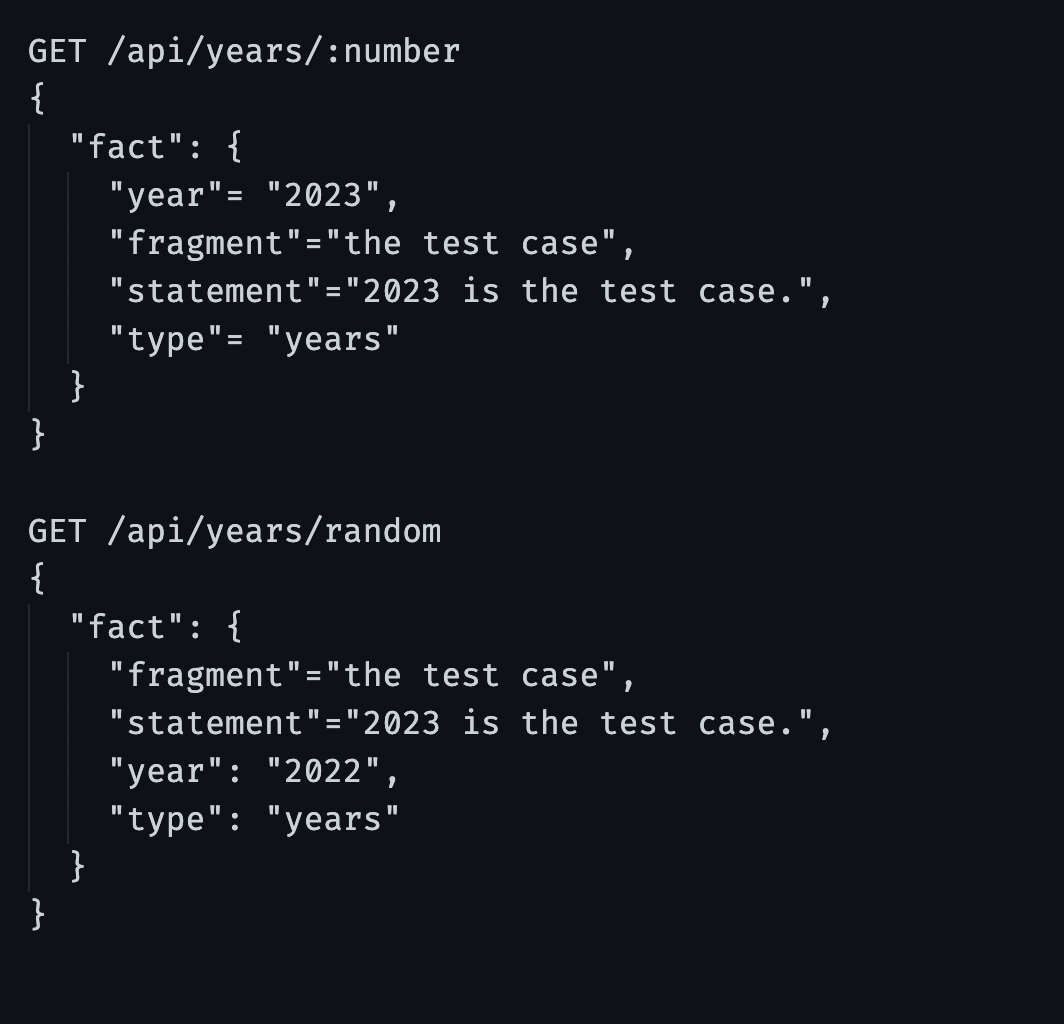 GET /api/years/:number
{
  "fact": {
    "year"= "2023",
    "fragment"="the test case",
    "statement"="2023 is the test case.",
    "type"= "years"
  }
}

GET /api/years/random
{
  "fact": {
    "fragment"="the test case",
    "statement"="2023 is the test case.",
    "year": "2022",
    "type": "years"
  }
}